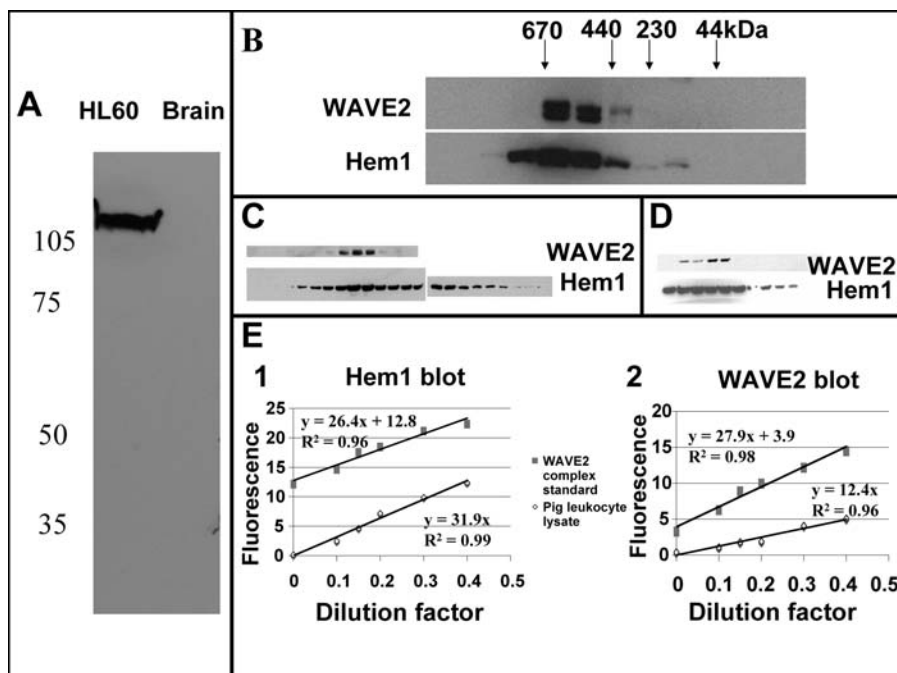 A
HL60 Brain
105
75
50
35
B
670 440 230 44kDa
WAVE2
Hem1
C
WAVE2
Hem1
D
WAVE2
Hem1
E
1 Hem1 blot
25
20
15
10
5
0
y = 26.4x + 12.8
R² = 0.96
y = 31.9x
R² = 0.99
Fluorescence
0 0.1 0.2 0.3 0.4 0.5
Dilution factor
WAVE2
complex
standard
Pig leukocyte
lysate
2 WAVE2 blot
20
15
10
5
0
y = 27.9x + 3.9
R² = 0.98
y = 12.4x
R² = 0.96
Fluorescence
0 0.1 0.2 0.3 0.4 0.5
Dilution factor